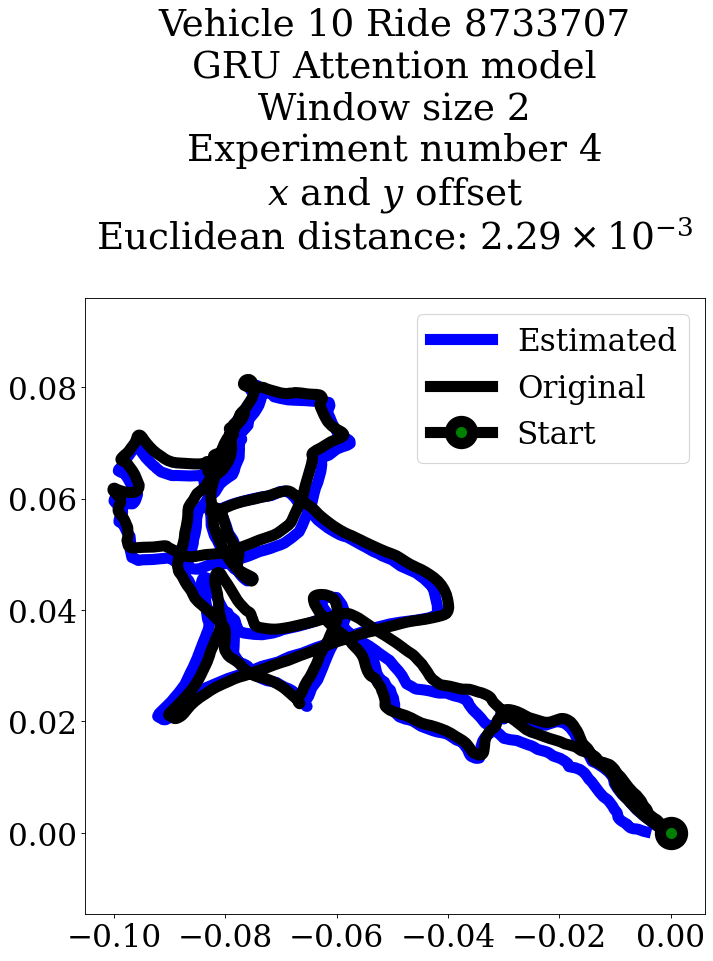 Vehicle 10 Ride 8733707
GRU Attention model
Window size 2
Experiment number 4
x and y offset
Euclidean distance: 2.29 × 10⁻³
Estimated
Original
Start
0.08
0.06
0.04
0.02
0.00
−0.10 −0.08 −0.06 −0.04 −0.02 0.00